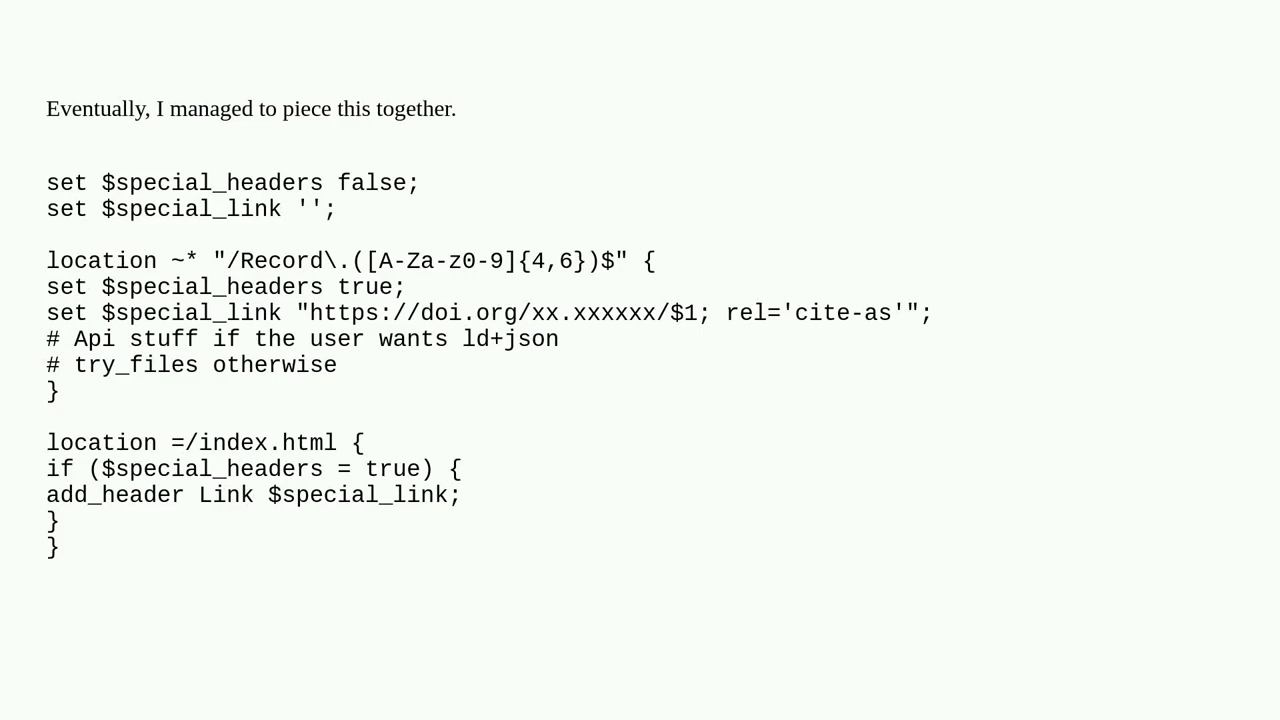 Eventually, I managed to piece this together.
set $special_headers false;
set $special_link '';
location ~* "/Record\.([A-Za-z0-9]{4,6})$" {
set $special_headers true;
set $special_link "https://doi.org/xx.xxxxxx/$1; rel='cite-as'";
# Api stuff if the user wants ld+json
# try_files otherwise
}
location =/index.html {
if ($special_headers = true) {
add_header Link $special_link;
}
}